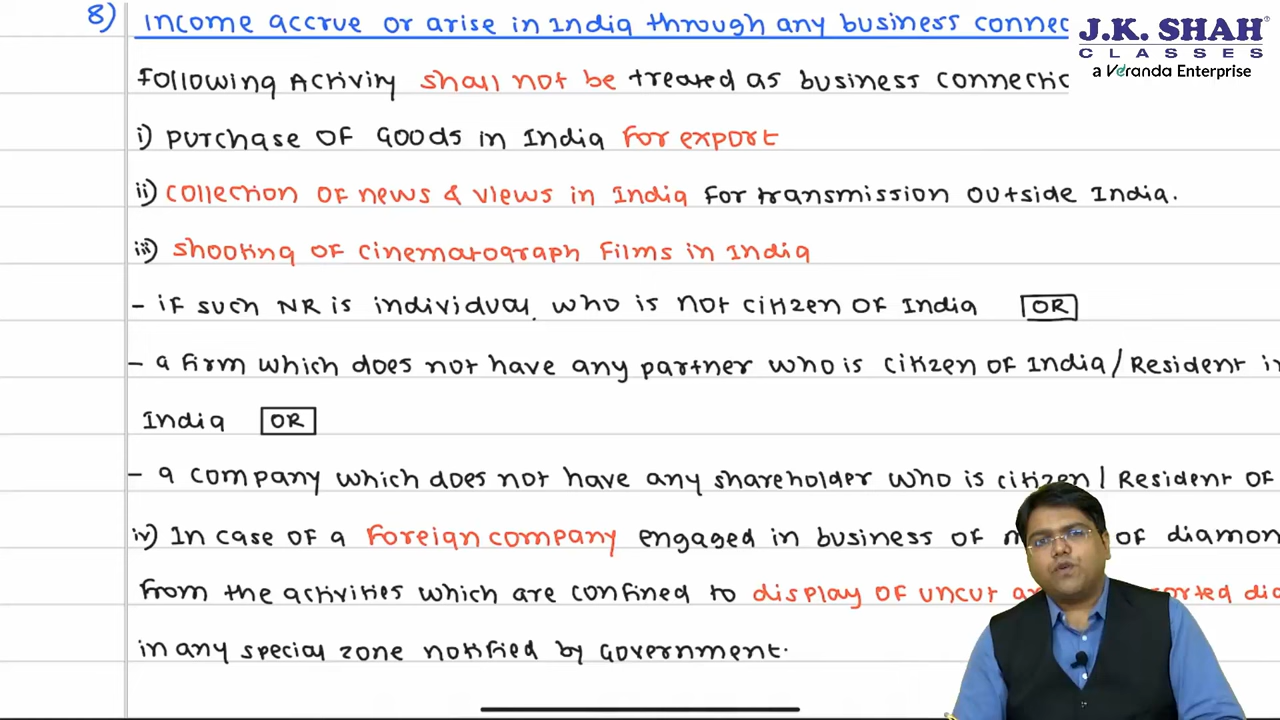 8) Income accrue or arise in India through any business connec
J.K. SHAH
CLASSES
a Veranda Enterprise
Following Activity shall not be treated as business connectic
i) Purchase of Goods in India for export
ii) collection of news & views in India for transmission outside India.
iii) shooting of cinematograph films in India
- if such NR is individual, who is not citizen of India OR
- a firm which does not have any partner who is citizen of India / Resident in
India OR
- a company which does not have any shareholder who is citizen / Resident of
iv) In case of a Foreign company engaged in business of of diamon
from the activities which are confined to display of uncut dia
in any special zone notified by Government.